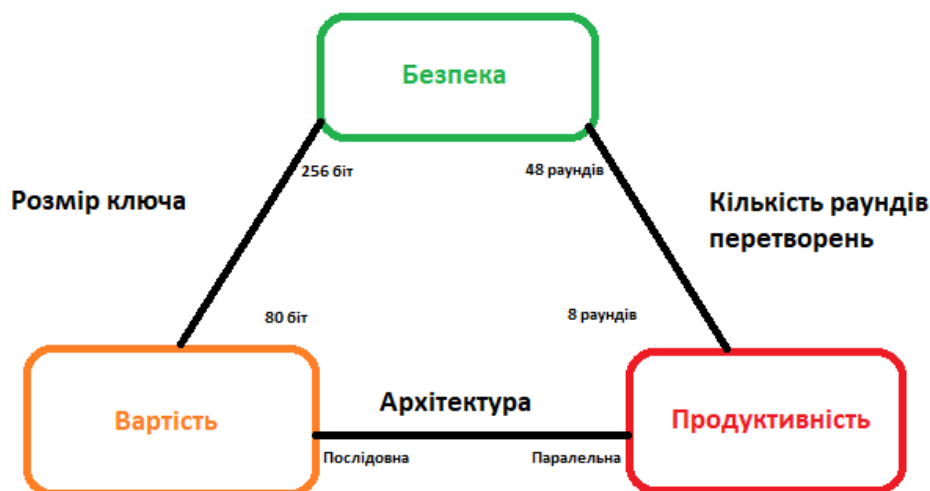 Безпека
256 біт
48 раундів
Розмір ключа
Кількість раундів
перетворень
80 біт
8 раундів
Вартість
Архітектура
Продуктивність
Послідовна
Паралельна